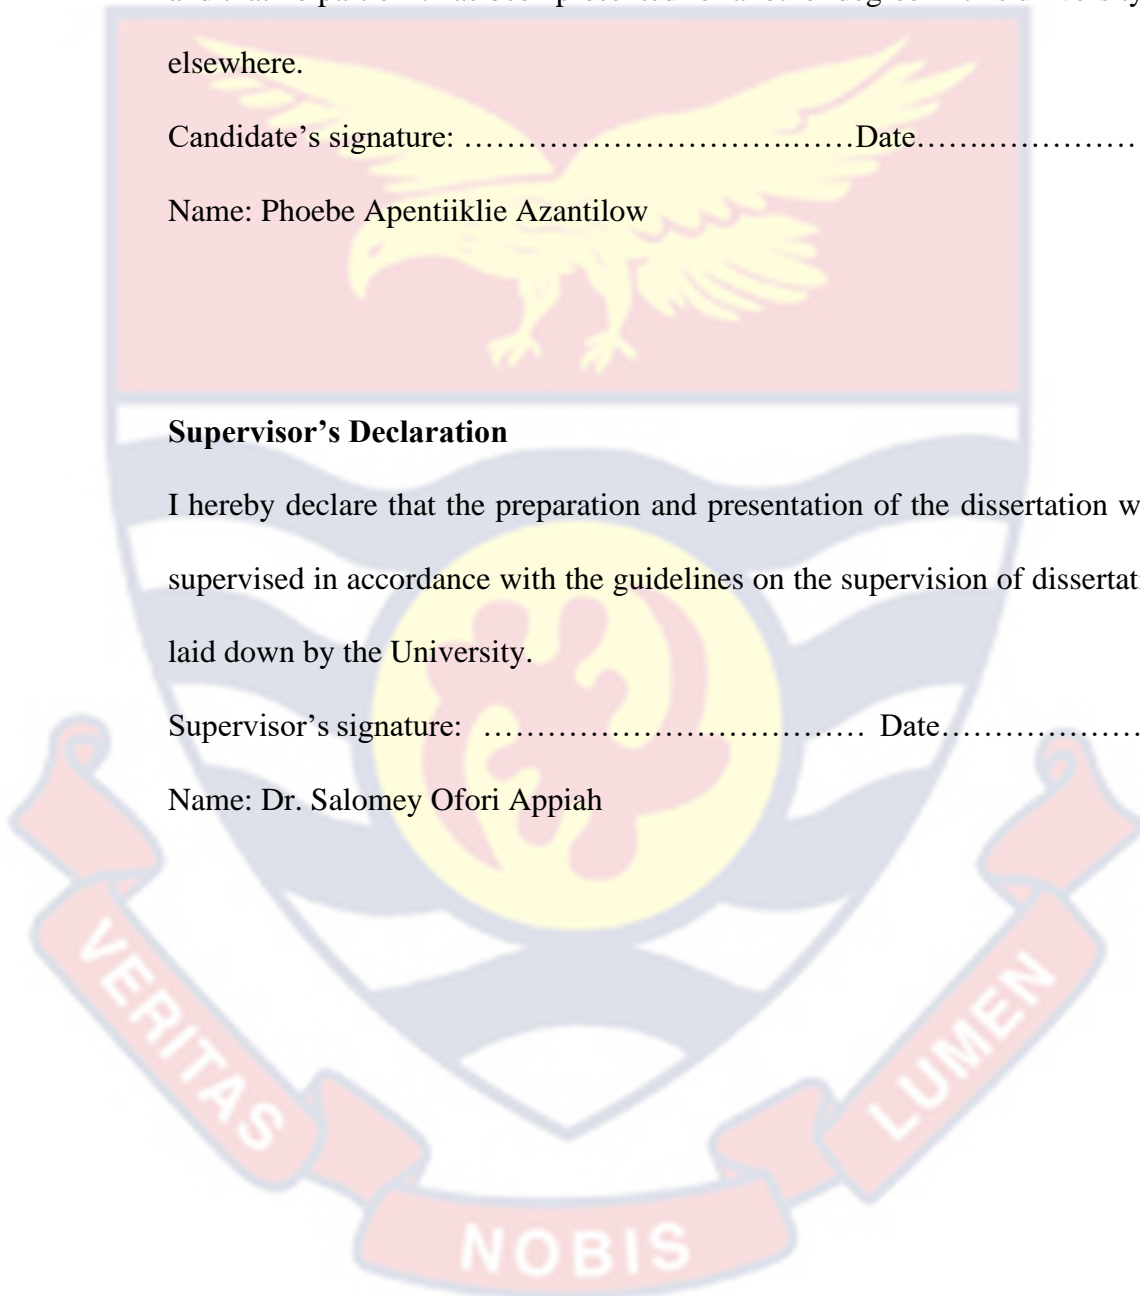 elsewhere.
Candidate’s signature: ………………………….……Date…….……………
Name: Phoebe Apentiiklie Azantilow
Supervisor’s Declaration
I hereby declare that the preparation and presentation of the dissertation w
supervised in accordance with the guidelines on the supervision of dissertat
laid down by the University.
Supervisor’s signature: ……………………………… Date…………………
Name: Dr. Salomey Ofori Appiah
VERITAS
NOBIS
LUMEN